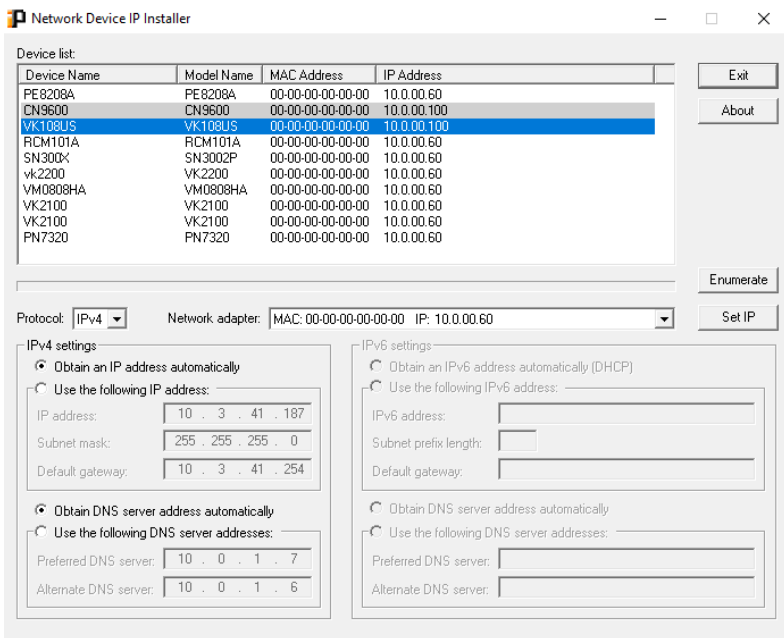 Network Device IP Installer
Device list:
Device Name Model Name MAC Address IP Address
PE8208A PE8208A 00-00-00-00-00-00 10.0.00.60
CN9600 CN9600 00-00-00-00-00-00 10.0.00.100
VK108US VK108US 00-00-00-00-00-00 10.0.00.100
RCM101A RCM101A 00-00-00-00-00-00 10.0.00.60
SN300X SN3002P 00-00-00-00-00-00 10.0.00.60
vk2200 VK2200 00-00-00-00-00-00 10.0.00.60
VM0808HA VM0808HA 00-00-00-00-00-00 10.0.00.60
VK2100 VK2100 00-00-00-00-00-00 10.0.00.60
VK2100 VK2100 00-00-00-00-00-00 10.0.00.60
PN7320 PN7320 00-00-00-00-00-00 10.0.00.60
Exit
About
Enumerate
Set IP
Protocol: IPv4 Network adapter: MAC: 00-00-00-00-00-00 IP: 10.0.00.60
IPv4 settings
Obtain an IP address automatically
Use the following IP address:
IP address: 10 . 3 . 41 . 187
Subnet mask: 255 . 255 . 255 . 0
Default gateway: 10 . 3 . 41 . 254
Obtain DNS server address automatically
Use the following DNS server addresses:
Preferred DNS server: 10 . 0 . 1 . 7
Alternate DNS server: 10 . 0 . 1 . 6
IPv6 settings
Obtain an IPv6 address automatically (DHCP)
Use the following IPv6 address:
IPv6 address:
Subnet prefix length:
Default gateway:
Obtain DNS server address automatically
Use the following DNS server addresses:
Preferred DNS server:
Alternate DNS server: